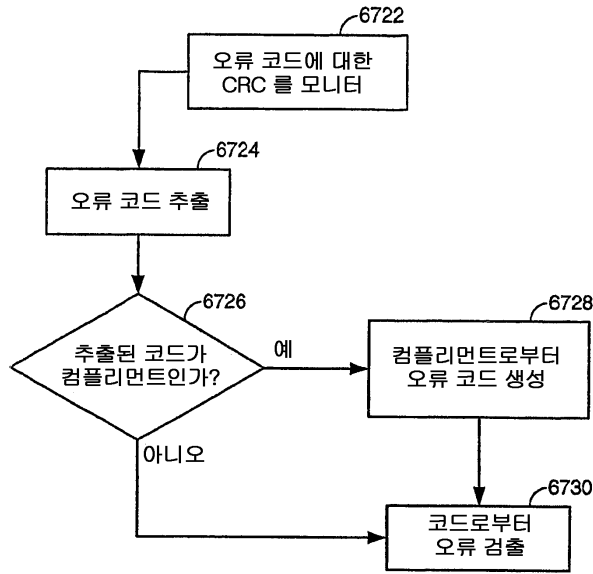 6722
오류 코드에 대한
CRC 를 모니터
6724
오류 코드 추출
6726
추출된 코드가
컴플리먼트인가?
예
6728
컴플리먼트로부터
오류 코드 생성
아니오
6730
코드로부터
오류 검출